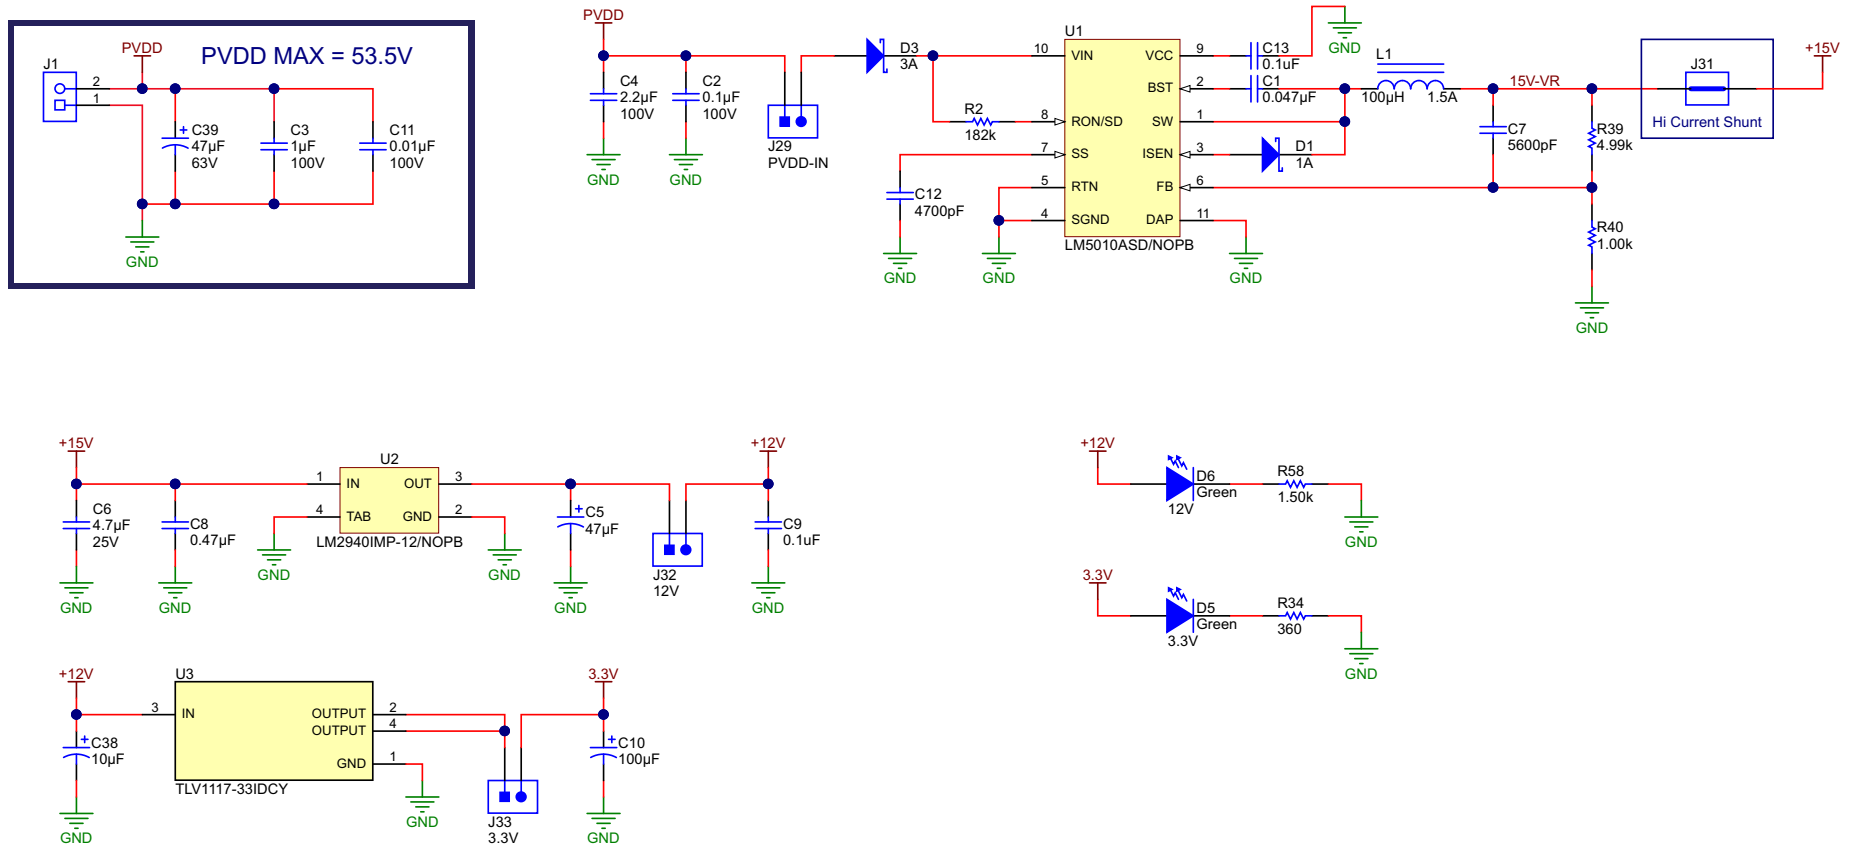 PVDD MAX = 53.5V
PVDD
J1
2
1
C39
47µF
63V
C3
1µF
100V
C11
0.01µF
100V
GND
PVDD
C4
2.2µF
100V
C2
0.1µF
100V
GND
GND
J29
PVDD-IN
D3
3A
R2
182k
C12
4700pF
GND
GND
U1
10 VIN
8 RON/SD
7 SS
5 RTN
4 SGND
VCC 9
BST 2
SW 1
ISEN 3
FB 6
DAP 11
LM5010ASD/NOPB
GND
C13
0.1uF
GND
C1
0.047µF
D1
1A
L1
100µH 1.5A
15V-VR
C7
5600pF
R39
4.99k
R40
1.00k
GND
J31
Hi Current Shunt
+15V
+15V
C6
4.7µF
25V
GND
C8
0.47µF
GND
U2
1 IN
4 TAB
OUT 3
GND 2
LM2940IMP-12/NOPB
GND
GND
C5
47µF
GND
J32
12V
+12V
C9
0.1uF
GND
+12V
D6
Green
12V
R58
1.50k
GND
3.3V
D5
Green
3.3V
R34
360
GND
+12V
C38
10µF
GND
U3
3 IN
OUTPUT 2
OUTPUT 4
GND 1
TLV1117-33IDCY
GND
J33
3.3V
3.3V
C10
100µF
GND